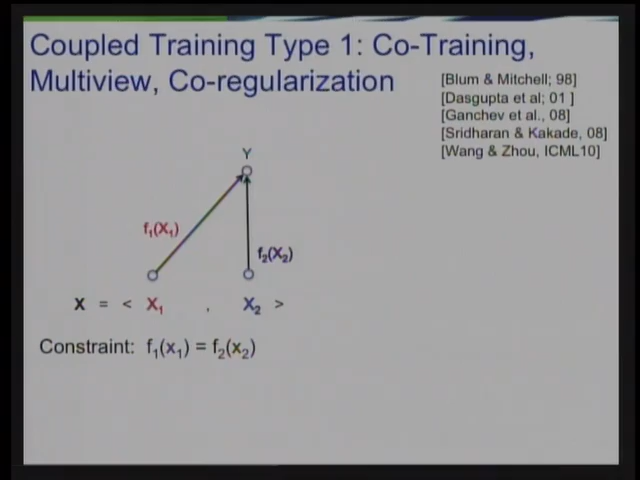 Coupled Training Type 1: Co-Training,
Multiview, Co-regularization
[Blum & Mitchell; 98]
[Dasgupta et al; 01 ]
[Ganchev et al., 08]
[Sridharan & Kakade, 08]
[Wang & Zhou, ICML10]
Y
f₁(X₁)
f₂(X₂)
X = < X₁ , X₂ >
Constraint: f₁(x₁) = f₂(x₂)